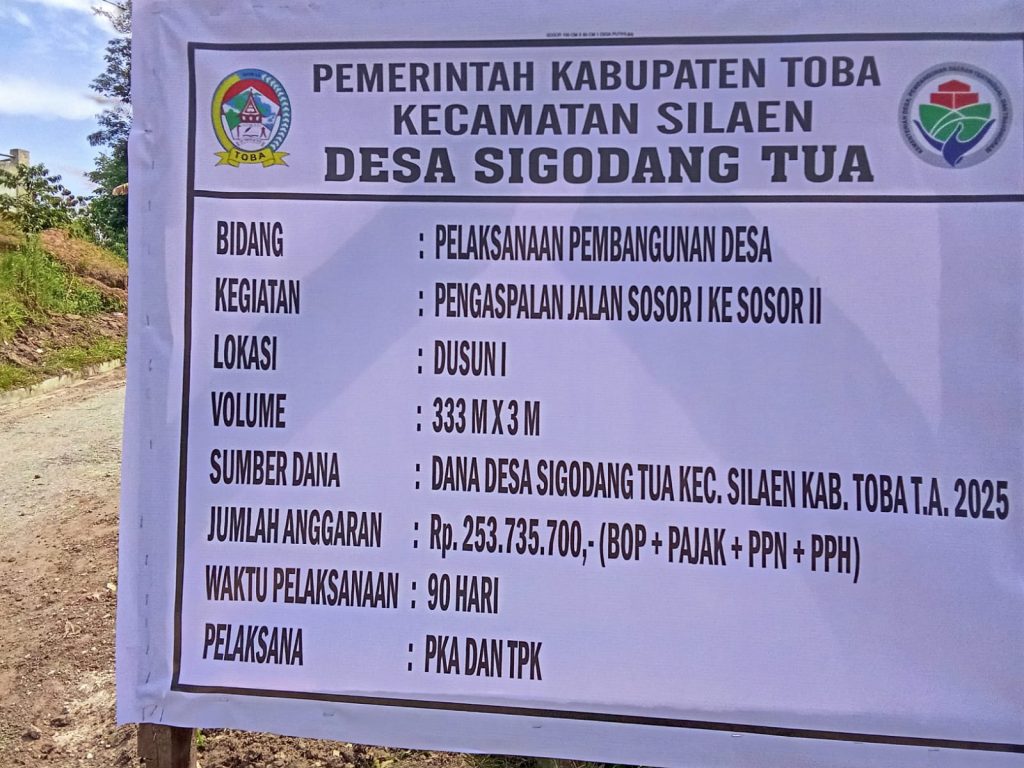 PEMERINTAH KABUPATEN TOBA
KECAMATAN SILAEN
DESA SIGODANG TUA
TOBA
BIDANG : PELAKSANAAN PEMBANGUNAN DESA
KEGIATAN : PENGASPALAN JALAN SOSOR I KE SOSOR II
LOKASI : DUSUN I
VOLUME : 333 M X 3 M
SUMBER DANA : DANA DESA SIGODANG TUA KEC. SILAEN KAB. TOBA T.A. 2025
JUMLAH ANGGARAN : Rp. 253.735.700,- (BOP + PAJAK + PPN + PPH)
WAKTU PELAKSANAAN : 90 HARI
PELAKSANA : PKA DAN TPK